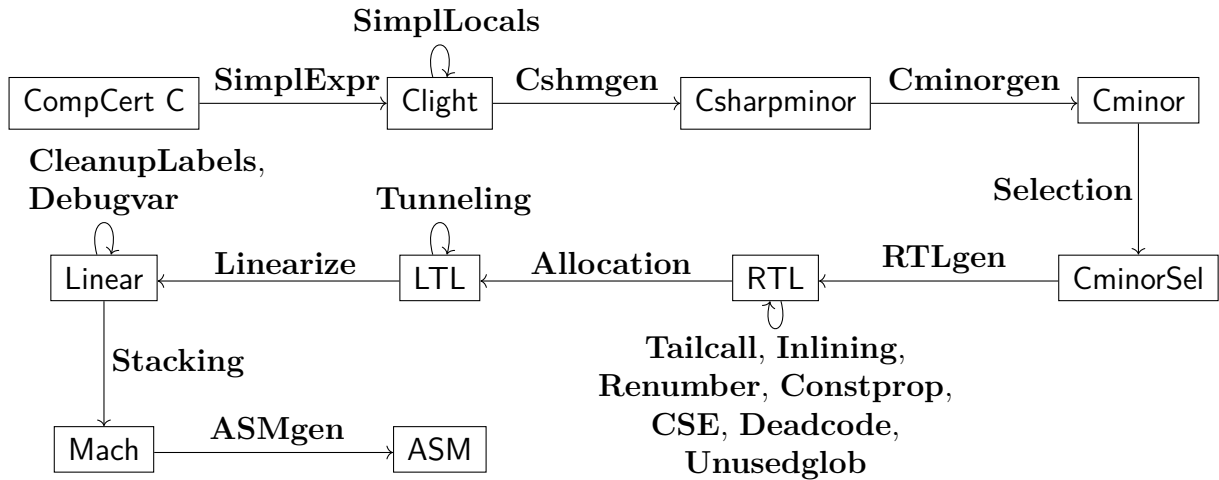 SimplLocals
CompCert C SimplExpr Clight Cshmgen Csharpminor Cminorgen Cminor
CleanupLabels,
Debugvar
Tunneling
Selection
Linear Linearize LTL Allocation RTL RTLgen CminorSel
Stacking
Tailcall, Inlining,
Renumber, Constprop,
CSE, Deadcode,
Unusedglob
Mach ASMgen ASM